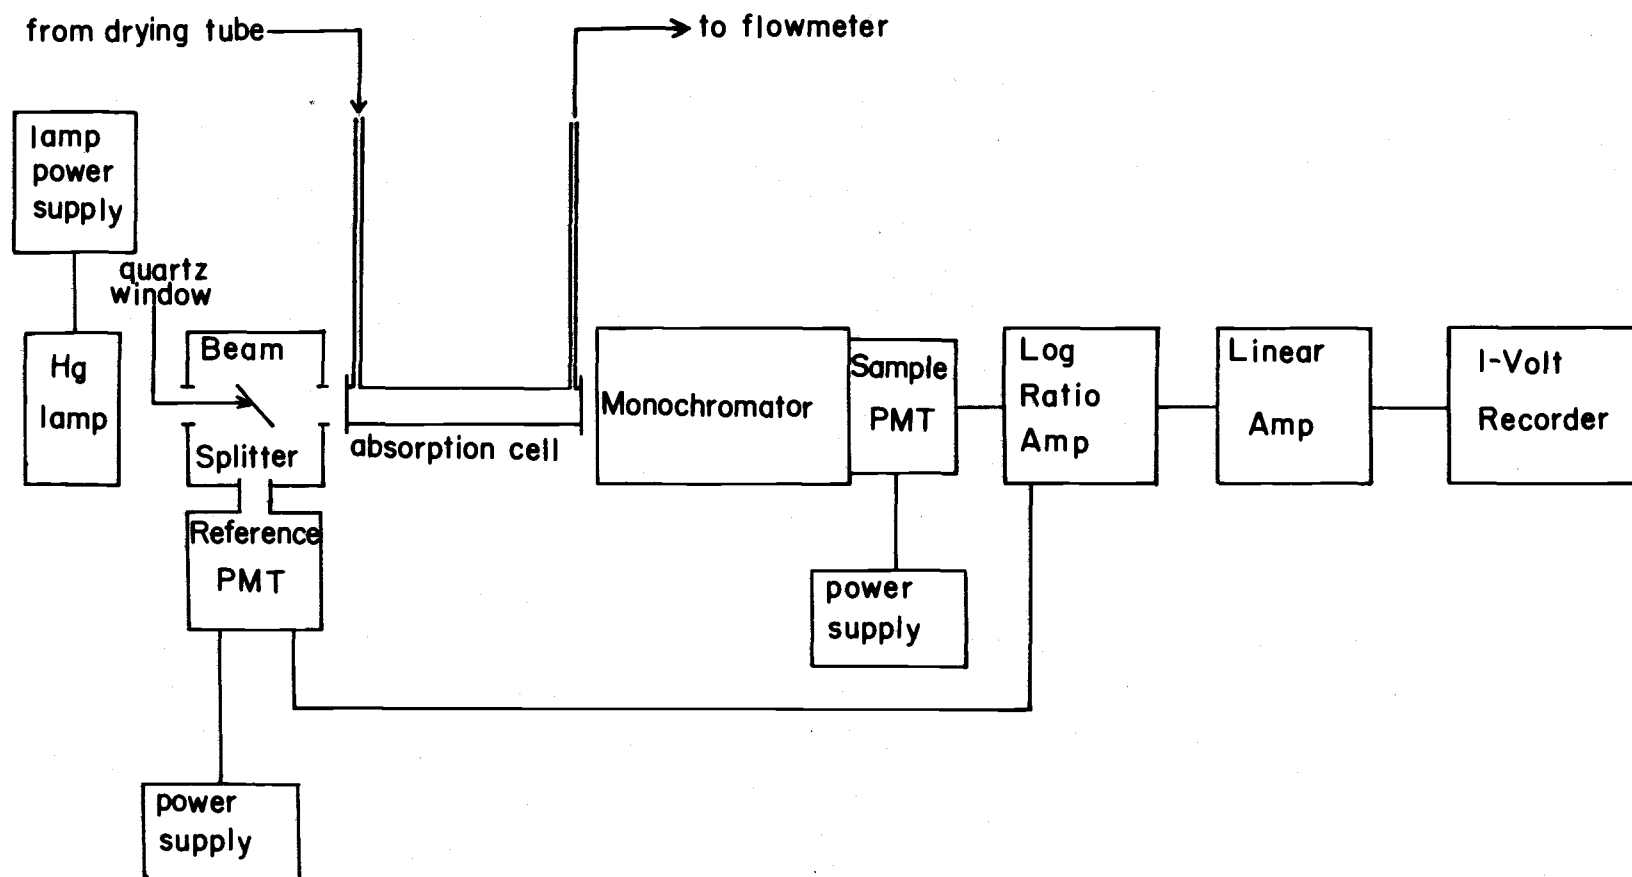 from drying tube
to flowmeter
lamp
power
supply
quartz
window
Hg
lamp
Beam
Splitter
absorption cell
Monochromator
Sample
PMT
Log
Ratio
Amp
Linear
Amp
1-Volt
Recorder
Reference
PMT
power
supply
power
supply